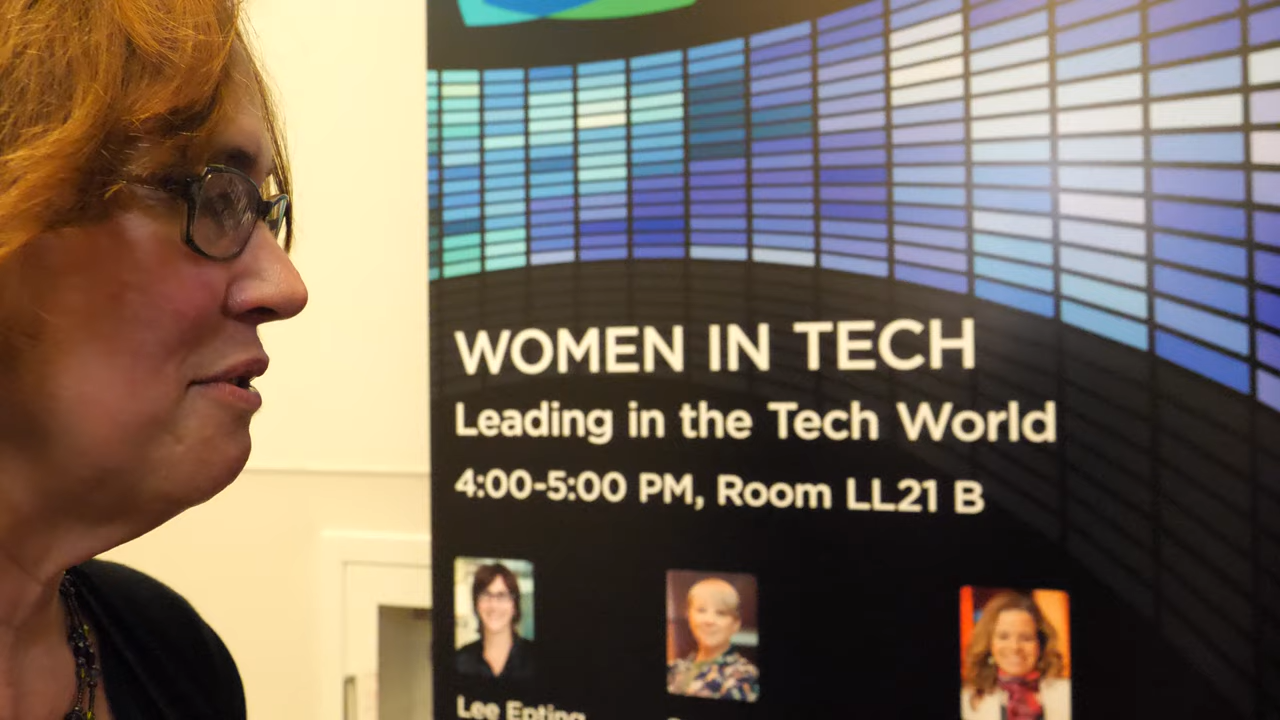 WOMEN IN TECH
Leading in the Tech World
4:00-5:00 PM, Room LL21 B
Lee Epting